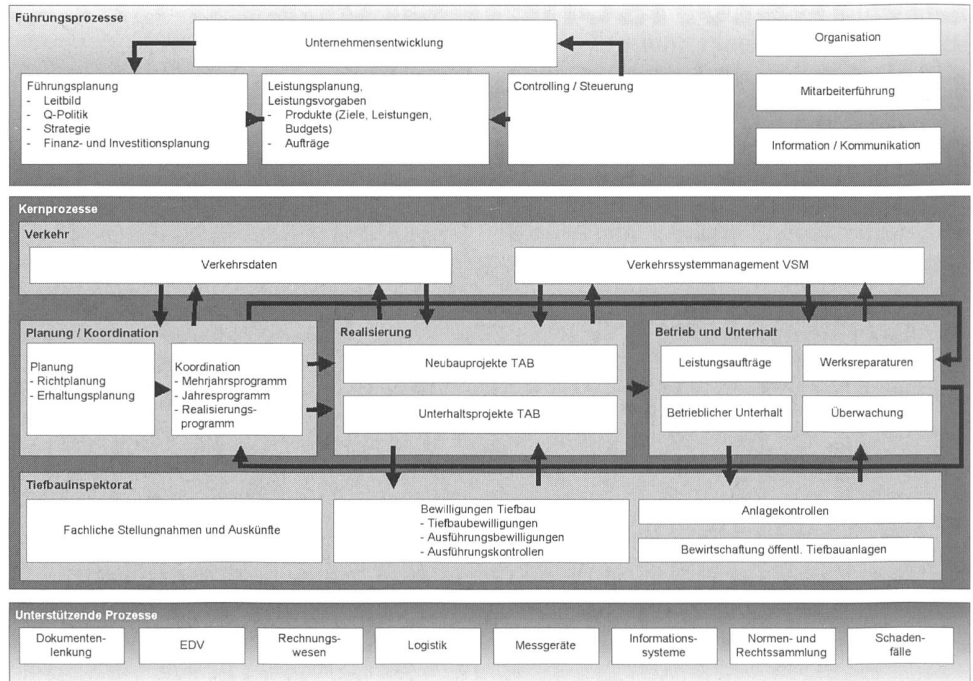 Führungsprozesse
Unternehmensentwicklung
Organisation
Führungsplanung
- Leitbild
- Q-Politik
- Strategie
- Finanz- und Investitionsplanung
Leistungsplanung,
Leistungsvorgaben
- Produkte (Ziele, Leistungen,
Budgets)
- Aufträge
Controlling / Steuerung
Mitarbeiterführung
Information / Kommunikation
Kernprozesse
Verkehr
Verkehrsdaten
Verkehrssystemmanagement VSM
Planung / Koordination
Planung
- Richtplanung
- Erhaltungsplanung
Koordination
- Mehrjahrsprogramm
- Jahresprogramm
- Realisierungs-
programm
Realisierung
Neubauprojekte TAB
Unterhaltsprojekte TAB
Betrieb und Unterhalt
Leistungsaufträge
Werksreparaturen
Betrieblicher Unterhalt
Überwachung
Tiefbauinspektorat
Fachliche Stellungnahmen und Auskünfte
Bewilligungen Tiefbau
- Tiefbaubewilligungen
- Ausführungsbewilligungen
- Ausführungskontrollen
Anlagekontrollen
Bewirtschaftung öffentl. Tiefbauanlagen
Unterstützende Prozesse
Dokumenten-
lenkung
EDV
Rechnungs-
wesen
Logistik
Messgeräte
Informations-
systeme
Normen- und
Rechtssammlung
Schaden-
fälle